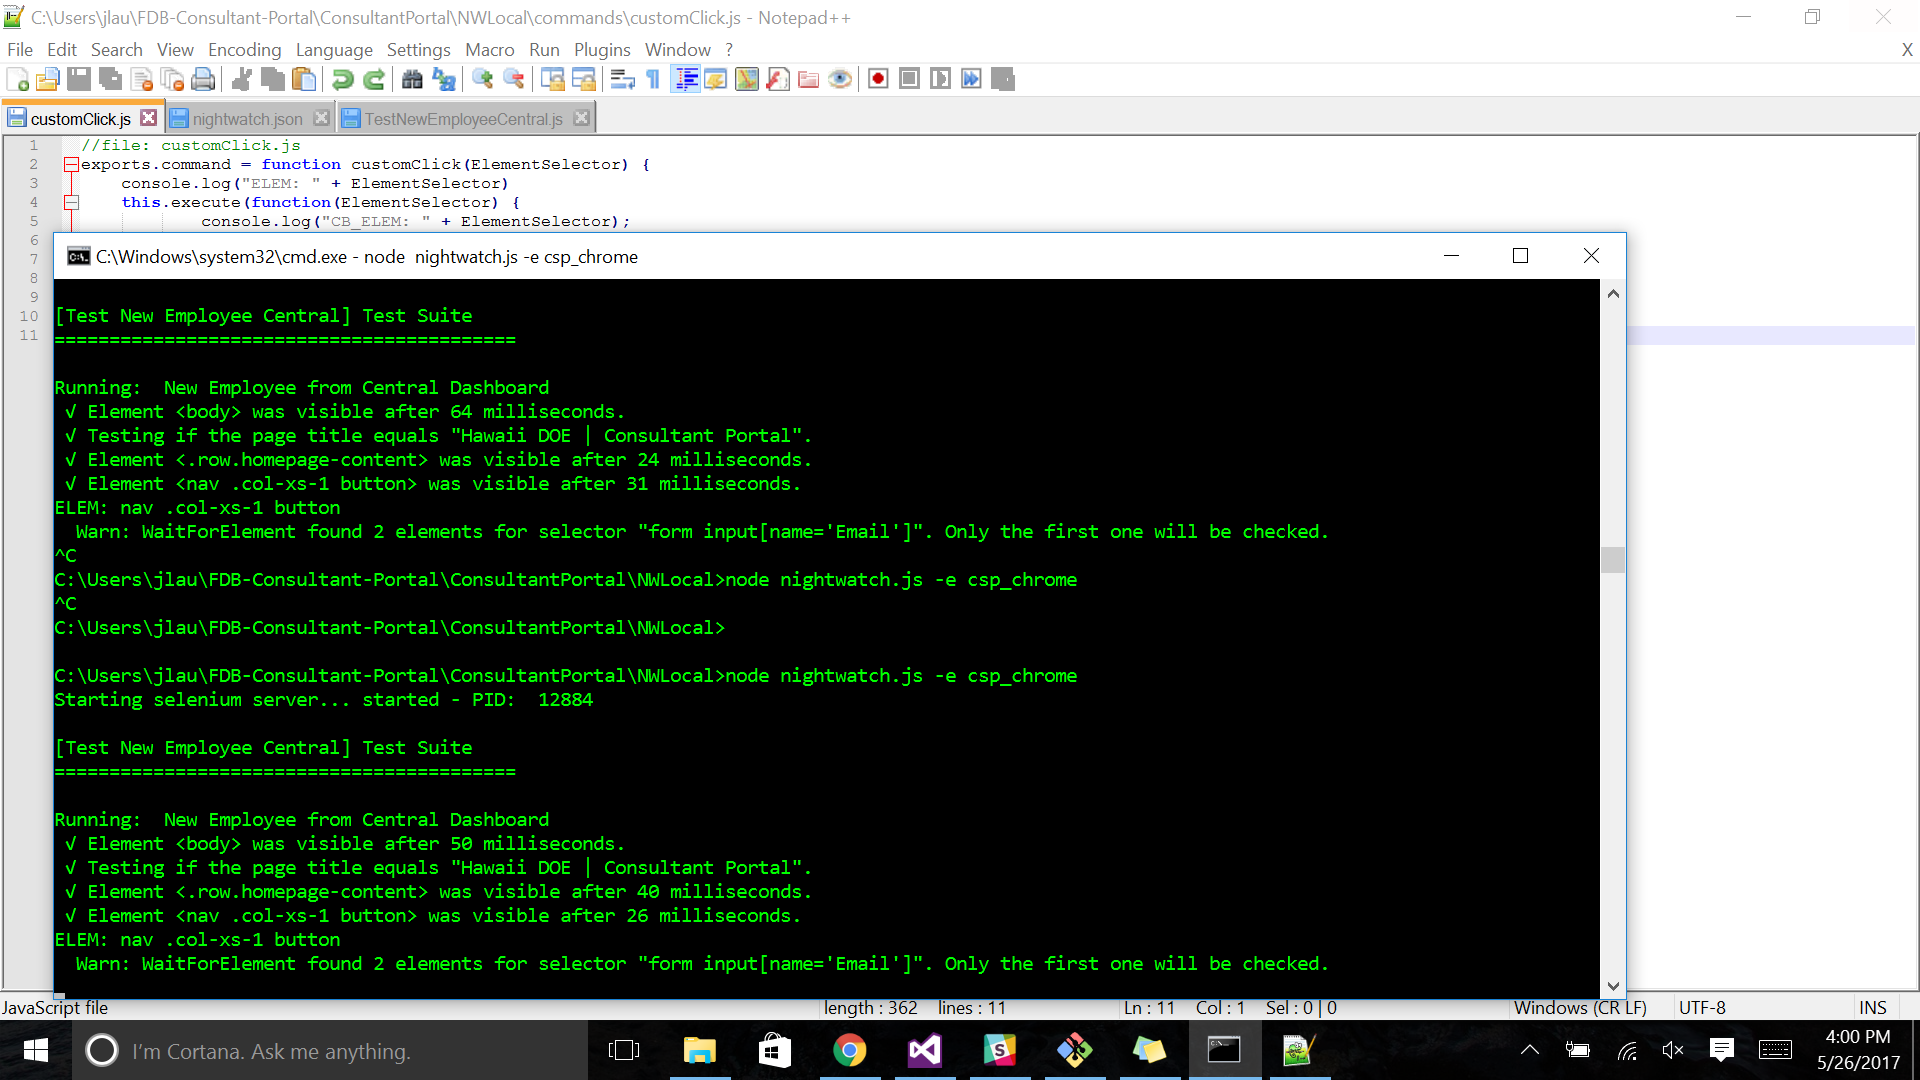 C:\Users\jlau\FDB-Consultant-Portal\ConsultantPortal\NWLocal\commands\customClick.js - Notepad++
File Edit Search View Encoding Language Settings Macro Run Plugins Window ? X
customClick.js nightwatch.json TestNewEmployeeCentral.js
1 //file: customClick.js
2 exports.command = function customClick(ElementSelector) {
3 console.log("ELEM: " + ElementSelector)
4 this.execute(function(ElementSelector) {
5 console.log("CB_ELEM: " + ElementSelector);
6
7
8
9
10
11
C:\Windows\system32\cmd.exe - node  nightwatch.js -e csp_chrome
[Test New Employee Central] Test Suite
==========================================
Running:  New Employee from Central Dashboard
√ Element <body> was visible after 64 milliseconds.
√ Testing if the page title equals "Hawaii DOE | Consultant Portal".
√ Element <.row.homepage-content> was visible after 24 milliseconds.
√ Element <nav .col-xs-1 button> was visible after 31 milliseconds.
ELEM: nav .col-xs-1 button
Warn: WaitForElement found 2 elements for selector "form input[name='Email']". Only the first one will be checked.
^C
C:\Users\jlau\FDB-Consultant-Portal\ConsultantPortal\NWLocal>node nightwatch.js -e csp_chrome
^C
C:\Users\jlau\FDB-Consultant-Portal\ConsultantPortal\NWLocal>
C:\Users\jlau\FDB-Consultant-Portal\ConsultantPortal\NWLocal>node nightwatch.js -e csp_chrome
Starting selenium server... started - PID:  12884
[Test New Employee Central] Test Suite
==========================================
Running:  New Employee from Central Dashboard
√ Element <body> was visible after 50 milliseconds.
√ Testing if the page title equals "Hawaii DOE | Consultant Portal".
√ Element <.row.homepage-content> was visible after 40 milliseconds.
√ Element <nav .col-xs-1 button> was visible after 26 milliseconds.
ELEM: nav .col-xs-1 button
Warn: WaitForElement found 2 elements for selector "form input[name='Email']". Only the first one will be checked.
JavaScript file length : 362 lines : 11 Ln : 11 Col : 1 Sel : 0 | 0 Windows (CR LF) UTF-8 INS
I'm Cortana. Ask me anything.
4:00 PM
5/26/2017